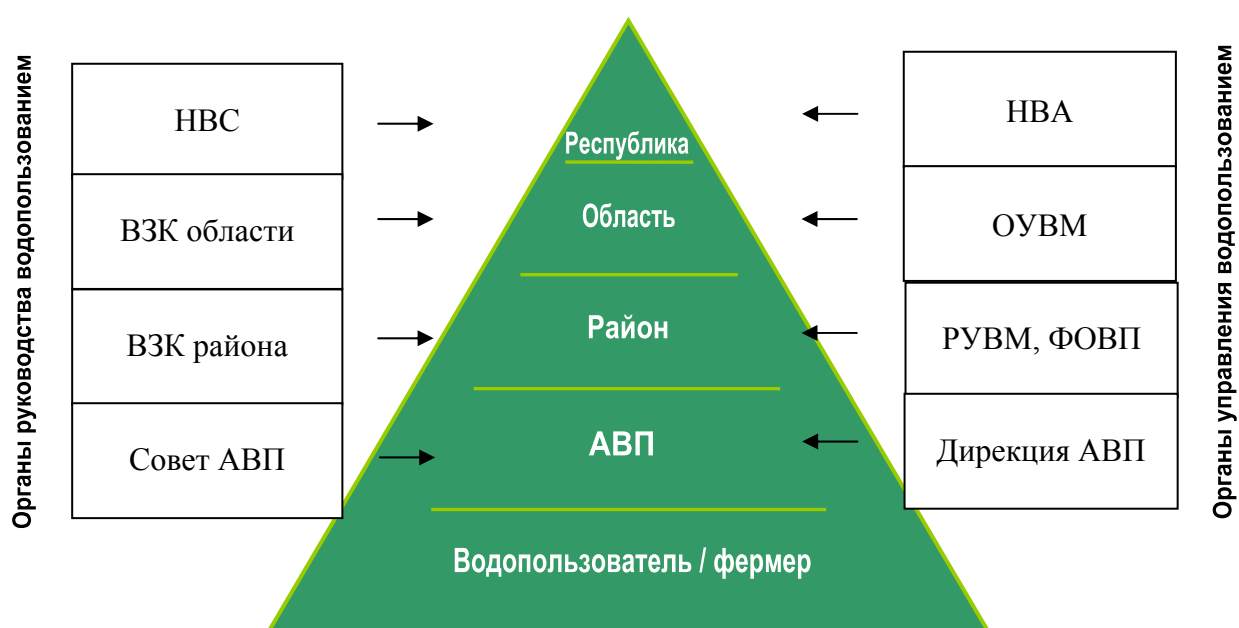 Органы руководства водопользованием
НВС
ВЗК области
ВЗК района
Совет АВП
Республика
Область
Район
АВП
Водопользователь / фермер
НВА
ОУВМ
РУВМ, ФОВП
Дирекция АВП
Органы управления водопользованием